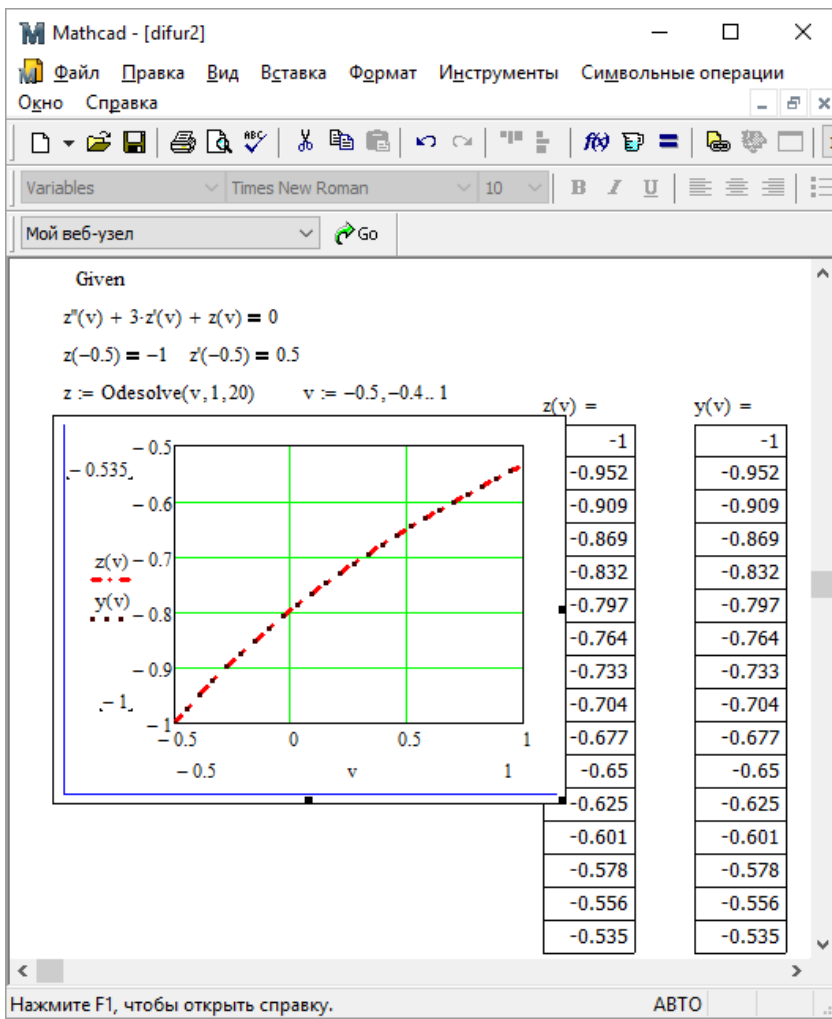 Mathcad - [difur2]
Файл Правка Вид Вставка Формат Инструменты Символьные операции
Окно Справка
Variables Times New Roman 10 B I U
Мой веб-узел Go
Given
z''(v) + 3·z'(v) + z(v) = 0
z(−0.5) = −1 z'(−0.5) = 0.5
z := Odesolve(v,1,20) v := −0.5,−0.4.. 1
z(v) = y(v) =
-1 -1
-0.952 -0.952
-0.909 -0.909
-0.869 -0.869
-0.832 -0.832
-0.797 -0.797
-0.764 -0.764
-0.733 -0.733
-0.704 -0.704
-0.677 -0.677
-0.65 -0.65
-0.625 -0.625
-0.601 -0.601
-0.578 -0.578
-0.556 -0.556
-0.535 -0.535
− 0.5
− 0.535
− 0.6
z(v) − 0.7
y(v)
− 0.8
− 0.9
− 1
− 1
− 0.5 0 0.5 1
− 0.5 v 1
Нажмите F1, чтобы открыть справку. АВТО